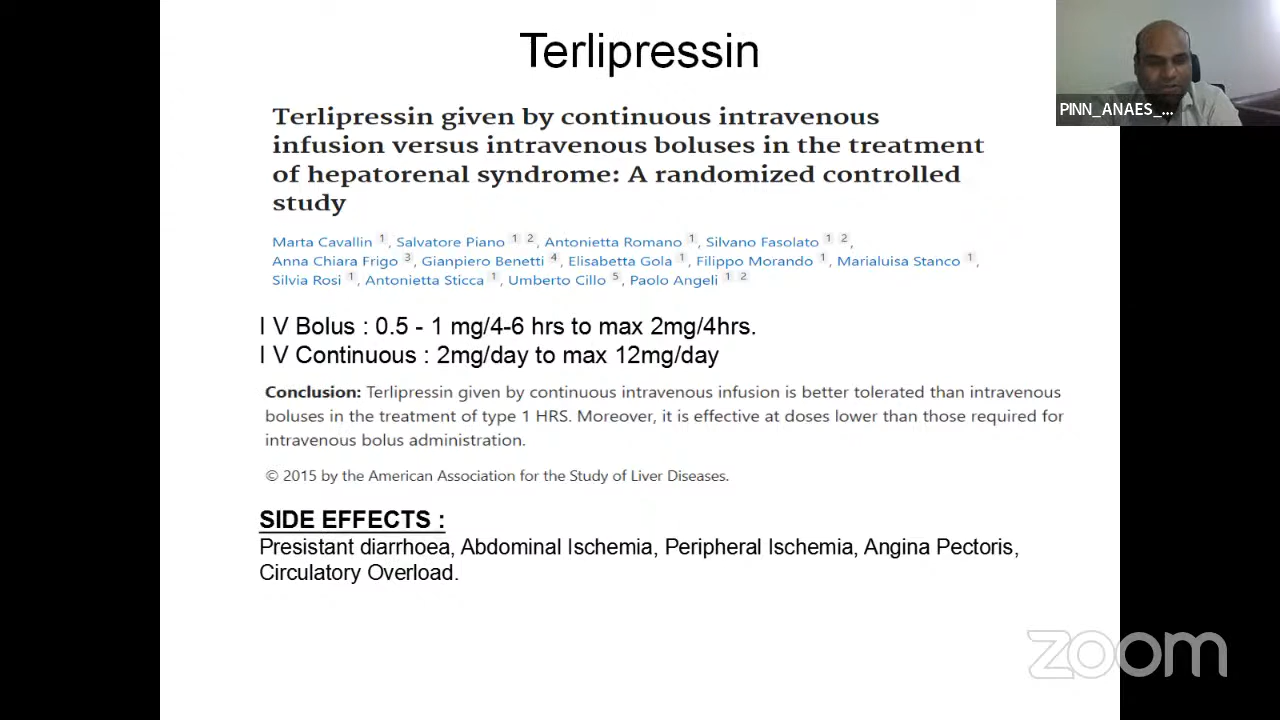 Terlipressin
PINN_ANAES_...
Terlipressin given by continuous intravenous
infusion versus intravenous boluses in the treatment
of hepatorenal syndrome: A randomized controlled
study
Marta Cavallin 1, Salvatore Piano 1 2, Antonietta Romano 1, Silvano Fasolato 1 2,
Anna Chiara Frigo 3, Gianpiero Benetti 4, Elisabetta Gola 1, Filippo Morando 1, Marialuisa Stanco 1,
Silvia Rosi 1, Antonietta Sticca 1, Umberto Cillo 5, Paolo Angeli 1 2
I V Bolus : 0.5 - 1 mg/4-6 hrs to max 2mg/4hrs.
I V Continuous : 2mg/day to max 12mg/day
Conclusion: Terlipressin given by continuous intravenous infusion is better tolerated than intravenous
boluses in the treatment of type 1 HRS. Moreover, it is effective at doses lower than those required for
intravenous bolus administration.
© 2015 by the American Association for the Study of Liver Diseases.
SIDE EFFECTS :
Presistant diarrhoea, Abdominal Ischemia, Peripheral Ischemia, Angina Pectoris,
Circulatory Overload.
zoom